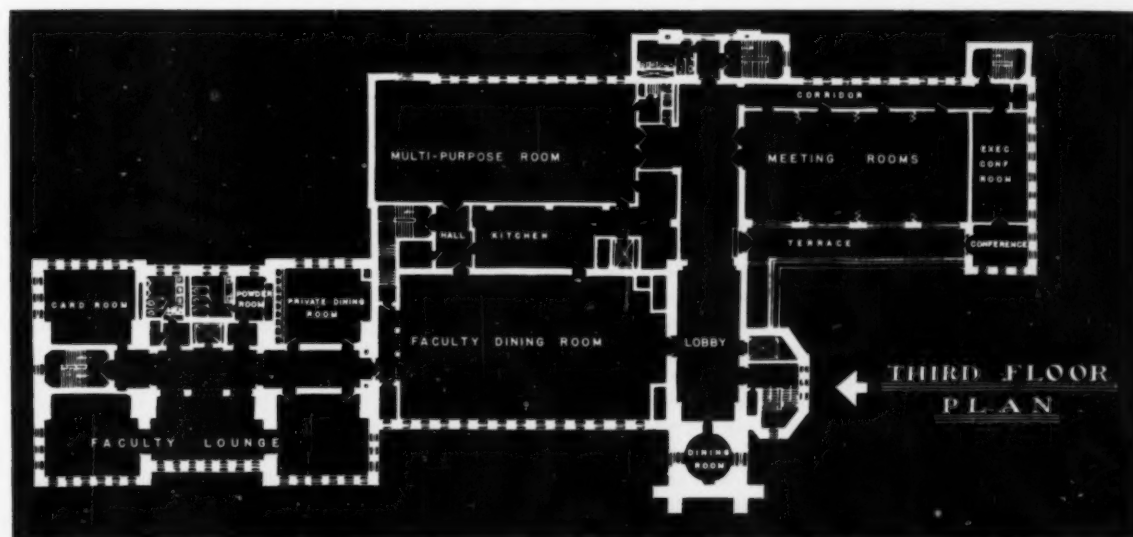 CORRIDOR
MULTI-PURPOSE ROOM
MEETING ROOMS
EXEC.
CONF
ROOM
HALL
KITCHEN
TERRACE
CONFERENCE
CARD ROOM
MEN
POWDER
ROOM
PRIVATE DINING
ROOM
FACULTY DINING ROOM
LOBBY
THIRD FLOOR
PLAN
FACULTY LOUNGE
DINING
ROOM